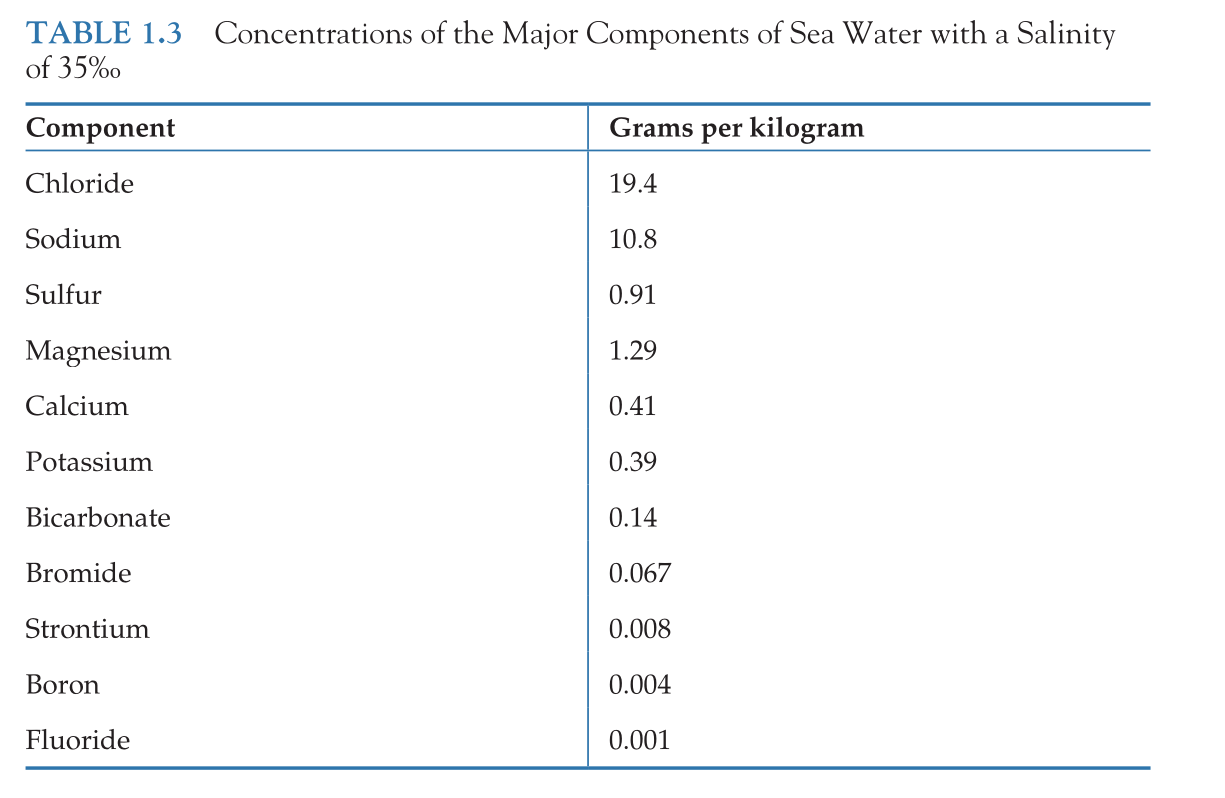 TABLE 1.3 Concentrations of the Major Components of Sea Water with a Salinity
of 35‰
Component Grams per kilogram
Chloride 19.4
Sodium 10.8
Sulfur 0.91
Magnesium 1.29
Calcium 0.41
Potassium 0.39
Bicarbonate 0.14
Bromide 0.067
Strontium 0.008
Boron 0.004
Fluoride 0.001